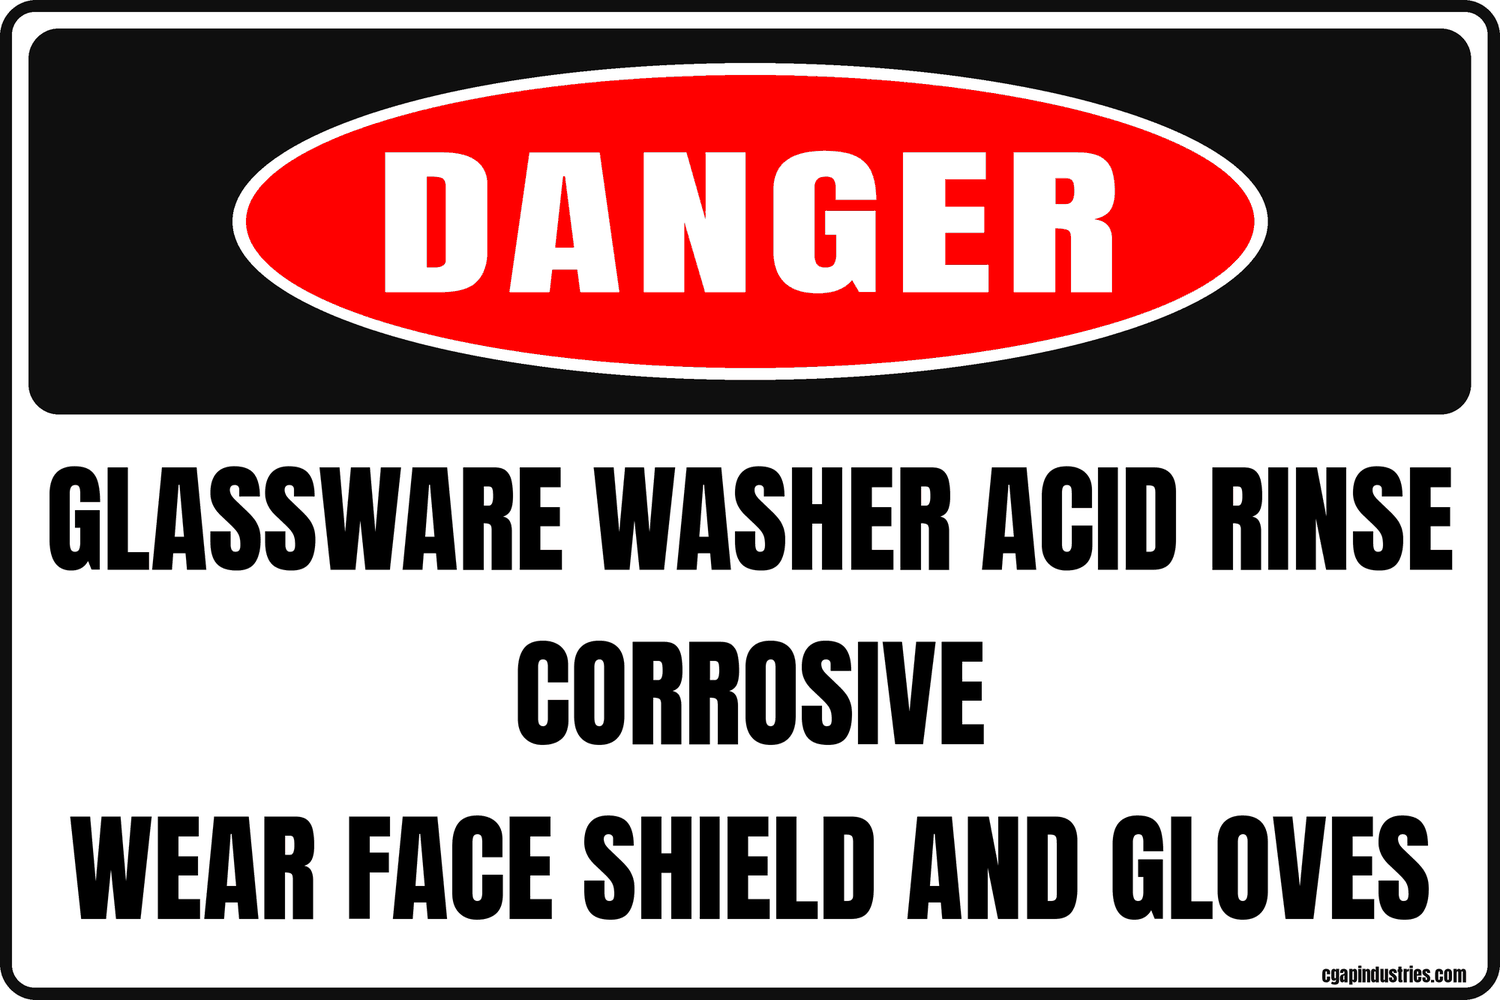 DANGER
GLASSWARE WASHER ACID RINSE
CORROSIVE
WEAR FACE SHIELD AND GLOVES
cgapindustries.com